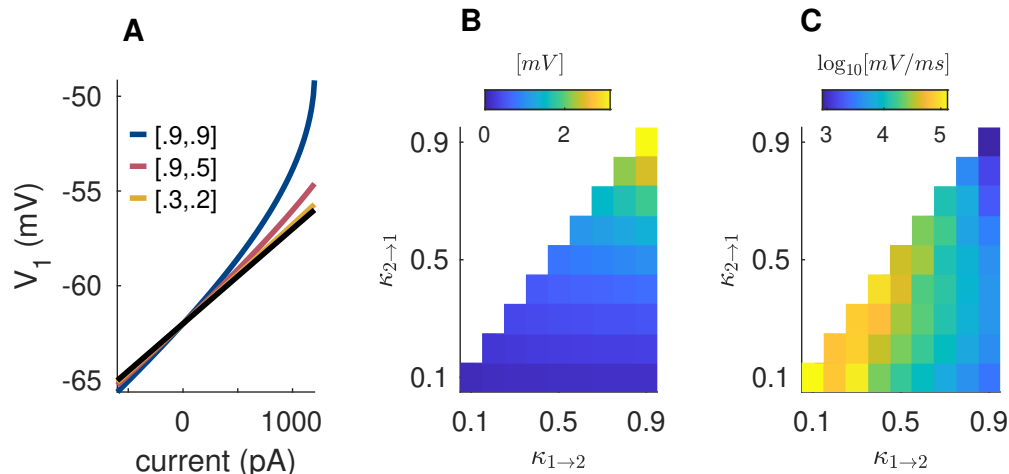 A
-50
-55
-60
-65
V₁ (mV)
[.9,.9]
[.9,.5]
[.3,.2]
0
1000
current (pA)
B
[mV]
0
2
0.9
0.5
0.1
κ₂→₁
0.1
0.5
0.9
κ₁→₂
C
log₁₀[mV/ms]
3
4
5
0.9
0.5
0.1
κ₂→₁
0.1
0.5
0.9
κ₁→₂